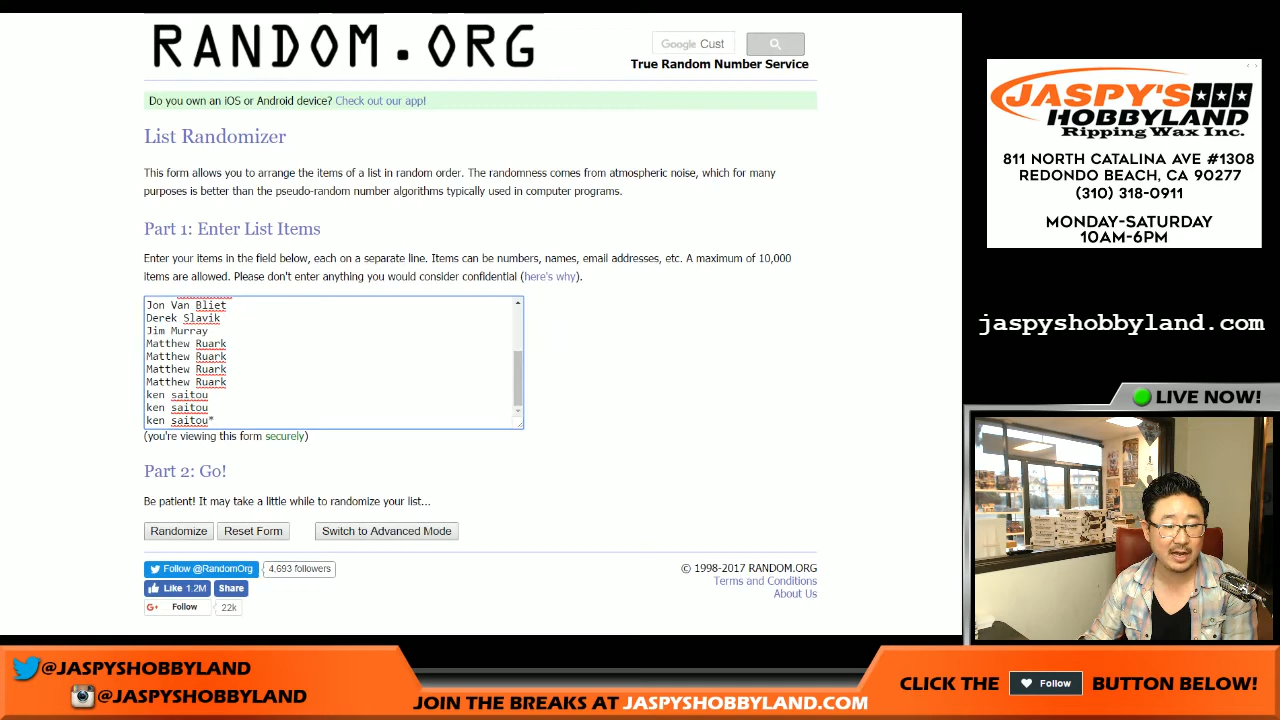 RANDOM.ORG
Google Cust
True Random Number Service
Do you own an iOS or Android device? Check out our app!
List Randomizer
This form allows you to arrange the items of a list in random order. The randomness comes from atmospheric noise, which for many
purposes is better than the pseudo-random number algorithms typically used in computer programs.
Part 1: Enter List Items
Enter your items in the field below, each on a separate line. Items can be numbers, names, email addresses, etc. A maximum of 10,000
items are allowed. Please don't enter anything you would consider confidential (here's why).
Jon Van Bliet
Derek Slavik
Jim Murray
Matthew Ruark
Matthew Ruark
Matthew Ruark
Matthew Ruark
ken saitou
ken saitou
ken saitou*
(you're viewing this form securely)
Part 2: Go!
Be patient! It may take a little while to randomize your list...
Randomize Reset Form Switch to Advanced Mode
Follow @RandomOrg 4,693 followers
Like 1.2M Share
Follow 22k
© 1998-2017 RANDOM.ORG
Terms and Conditions
About Us
JASPY'S
HOBBYLAND
Ripping Wax Inc.
811 NORTH CATALINA AVE #1308
REDONDO BEACH, CA 90277
(310) 318-0911
MONDAY-SATURDAY
10AM-6PM
jaspyshobbyland.com
LIVE NOW!
@JASPYSHOBBYLAND
@JASPYSHOBBYLAND
JOIN THE BREAKS AT JASPYSHOBBYLAND.COM
CLICK THE Follow BUTTON BELOW!